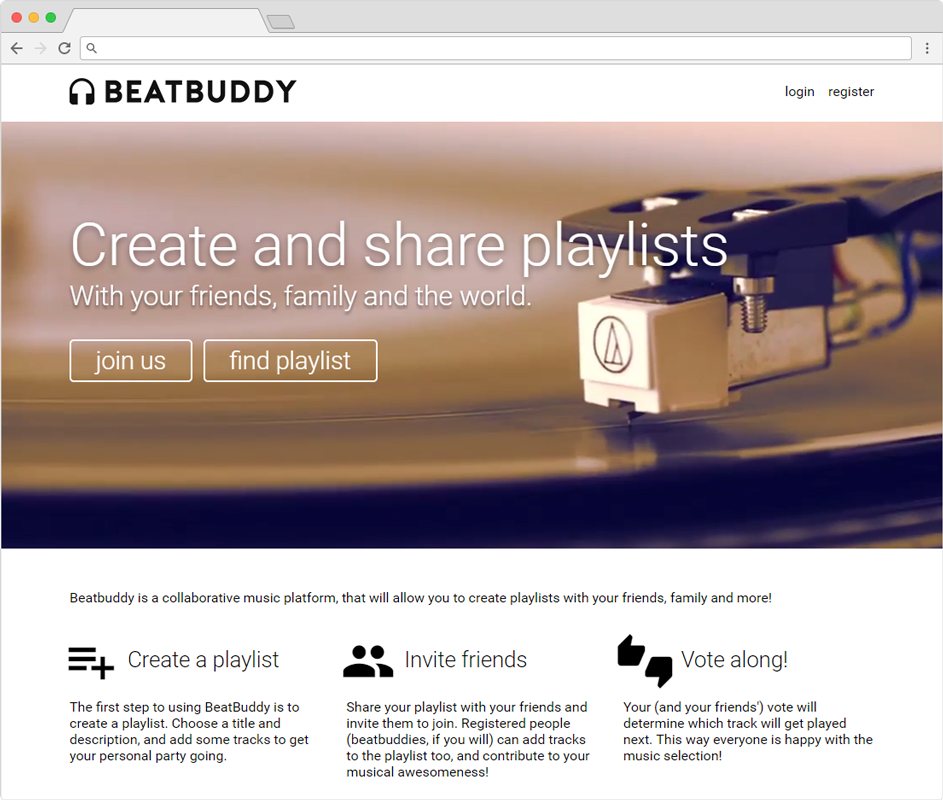 BEATBUDDY
login register
Create and share playlists
With your friends, family and the world.
join us find playlist
Beatbuddy is a collaborative music platform, that will allow you to create playlists with your friends, family and more!
Create a playlist
The first step to using BeatBuddy is to
create a playlist. Choose a title and
description, and add some tracks to get
your personal party going.
Invite friends
Share your playlist with your friends and
invite them to join. Registered people
(beatbuddies, if you will) can add tracks
to the playlist too, and contribute to your
musical awesomeness!
Vote along!
Your (and your friends') vote will
determine which track will get played
next. This way everyone is happy with the
music selection!